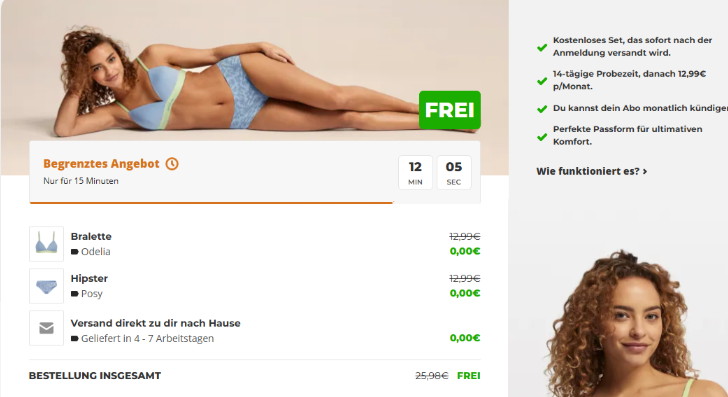 FREI
Begrenztes Angebot
Nur für 15 Minuten
12
MIN
05
SEC
Bralette
Odelia
12,99€
0,00€
Hipster
Posy
12,99€
0,00€
Versand direkt zu dir nach Hause
Geliefert in 4 - 7 Arbeitstagen
0,00€
BESTELLUNG INSGESAMT
25,98€ FREI
Kostenloses Set, das sofort nach der
Anmeldung versandt wird.
14-tägige Probezeit, danach 12,99€
p/Monat.
Du kannst dein Abo monatlich kündige
Perfekte Passform für ultimativen
Komfort.
Wie funktioniert es? ›